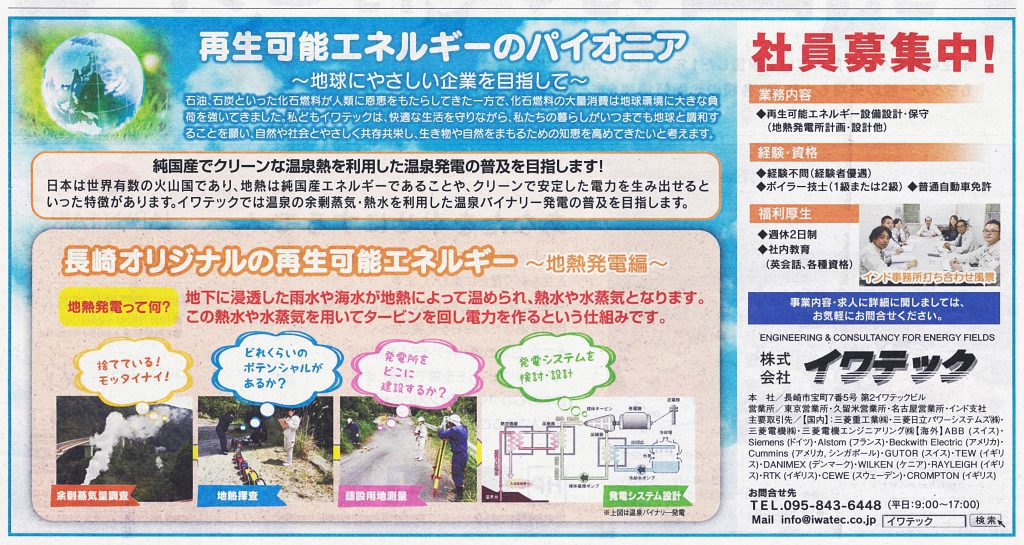 再生可能エネルギーのパイオニア
～地球にやさしい企業を目指して～
石油、石炭といった化石燃料が人類に恩恵をもたらしてきた一方で、化石燃料の大量消費は地球環境に大きな負
荷を強いてきました。私どもイワテックは、快適な生活を守りながら、私たちの暮らしがいつまでも地球と調和す
ることを願い、自然や社会とやさしく共存共栄し、生き物や自然をまもるための知恵を高めてきたいと考えます。
純国産でクリーンな温泉熱を利用した温泉発電の普及を目指します!
日本は世界有数の火山国であり、地熱は純国産エネルギーであることや、クリーンで安定した電力を生み出せると
いった特徴があります。イワテックでは温泉の余剰蒸気・熱水を利用した温泉バイナリー発電の普及を目指します。
長崎オリジナルの再生可能エネルギー ～地熱発電編～
地熱発電って何?
地下に浸透した雨水や海水が地熱によって温められ、熱水や水蒸気となります。
この熱水や水蒸気を用いてタービンを回し電力を作るという仕組みです。
捨てている!
モッタイナイ!
どれくらいの
ポテンシャルが
あるか?
発電所を
どこに
建設するか?
発電システムを
検討・設計
余剰蒸気量調査
地熱探査
建設用地測量
発電システム設計
※上図は温泉バイナリー発電
社員募集中!
業務内容
◆再生可能エネルギー設備設計・保守
(地熱発電所計画・設計他)
経験・資格
◆経験不問(経験者優遇)
◆ボイラー技士(1級または2級) ◆普通自動車免許
福利厚生
◆週休2日制
◆社内教育
(英会話、各種資格)
インド事務所打ち合わせ風景
事業内容・求人に詳細に関しましては、
お気軽にお問合せください。
ENGINEERING & CONSULTANCY FOR ENERGY FIELDS
株式会社 イワテック
本　社／長崎市宝町7番5号 第2イワテックビル
営業所／東京営業所・久留米営業所・名古屋営業所・インド支社
主要取引先／【国内】:三菱重工業㈱・三菱日立パワーシステムズ㈱・
三菱電機㈱・三菱電機エンジニアリング㈱【海外】ABB (スイス)・
Siemens (ドイツ)・Alstom (フランス)・Beckwith Electric (アメリカ)・
Cummins (アメリカ, シンガポール)・GUTOR (スイス)・TEW (イギリ
ス)・DANIMEX (デンマーク)・WILKEN (ケニア)・RAYLEIGH (イギリ
ス)・RTK (イギリス)・CEWE (スウェーデン)・CROMPTON (イギリス)
お問合せ先
TEL.095-843-6448 (平日:9:00～17:00)
Mail info@iwatec.co.jp イワテック 検索